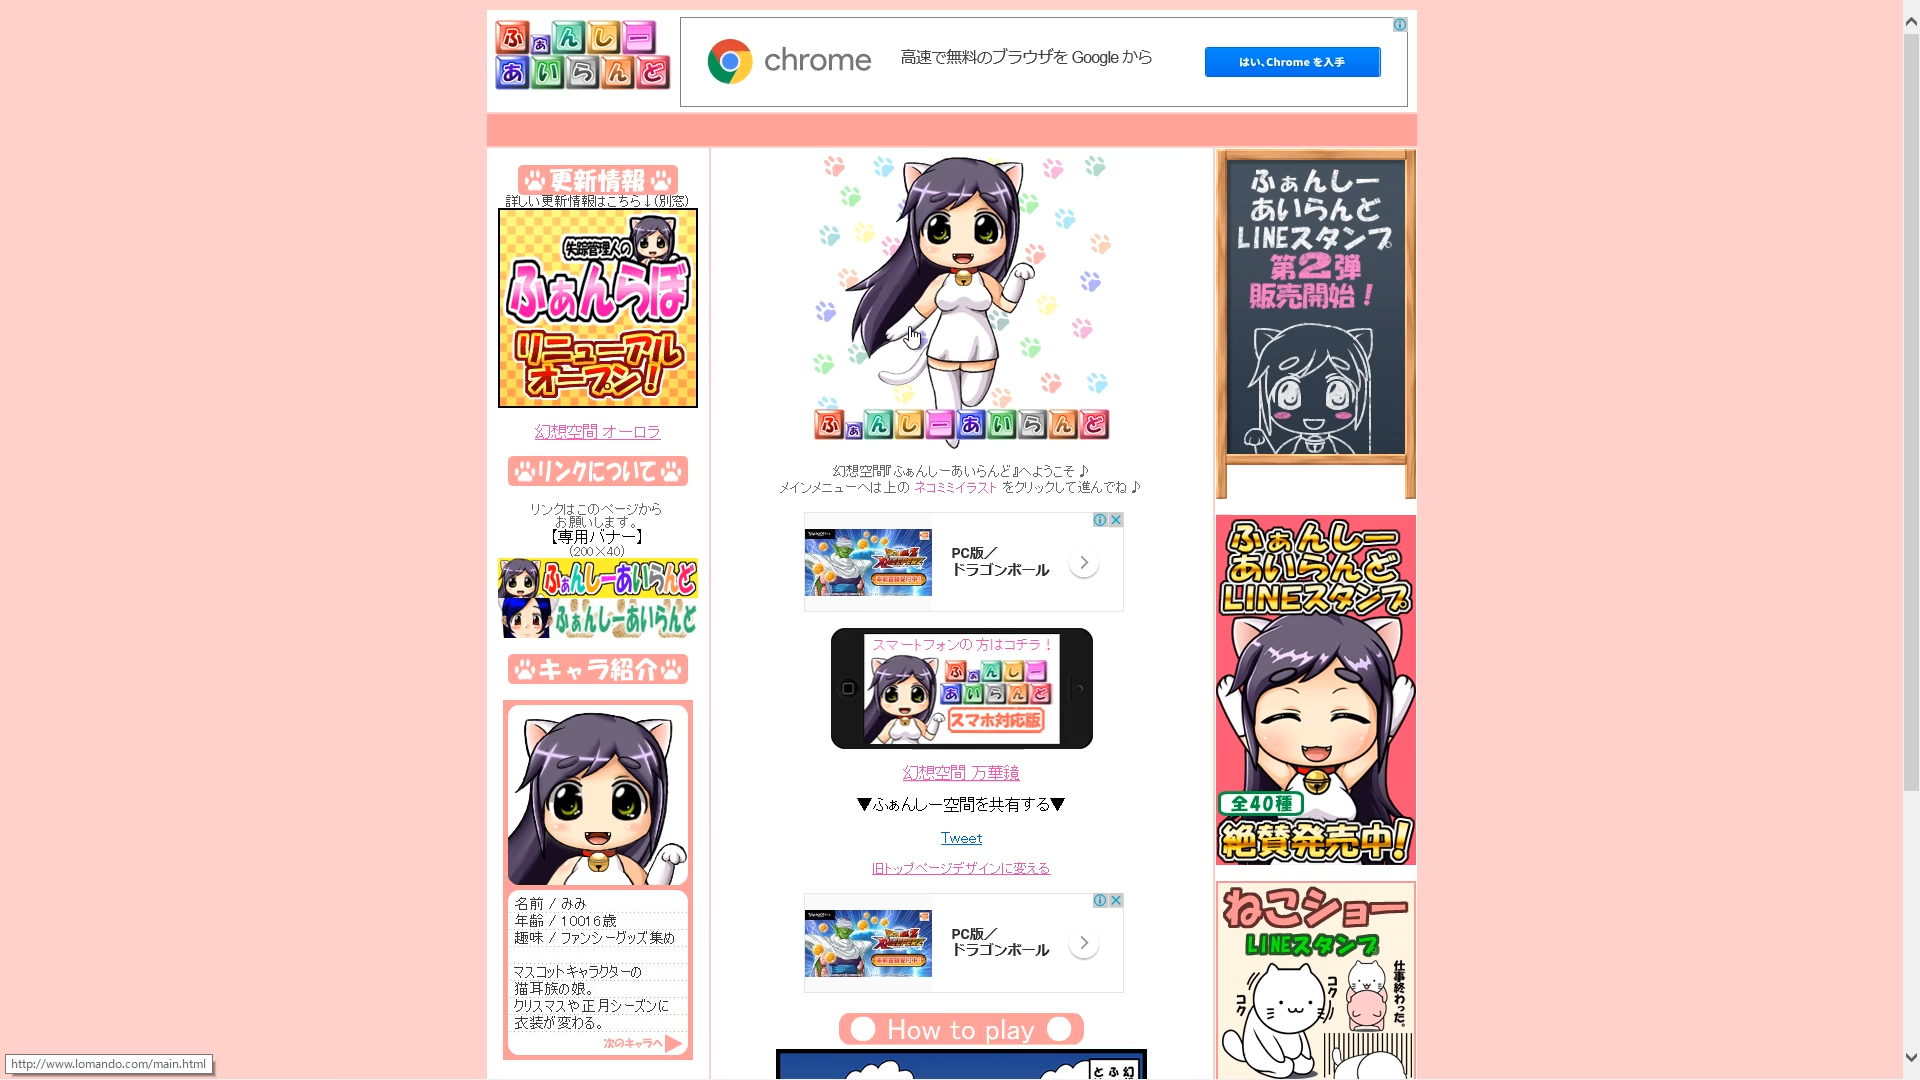 ふぁんしー
あいらんど
chrome
高速で無料のブラウザを Google から
はい、Chrome を入手
更新情報
詳しい更新情報はこちら↓(別窓)
失踪管理人の
ふぁんらぼ
リニューアル
オープン!
幻想空間 オーロラ
リンクについて
リンクはこのページから
お願いします。
【専用バナー】
(200×40)
ふぁんしーあいらんど
ふぁんしーあいらんど
キャラ紹介
名前 / みみ
年齢 / 10016歳
趣味 / ファンシーグッズ集め
マスコットキャラクターの
猫耳族の娘。
クリスマスや正月シーズンに
衣装が変わる。
次のキャラへ
ふぁんしーあいらんど
幻想空間『ふぁんしーあいらんど』へようこそ♪
メインメニューへは上の ネコミミイラスト をクリックして進んでね♪
PC版／
ドラゴンボール
スマートフォンの方はコチラ!
ふぁんしー
あいらんど
スマホ対応版
幻想空間 万華鏡
▼ふぁんしー空間を共有する▼
Tweet
旧トップページデザインに変える
PC版／
ドラゴンボール
How to play
ふぁんしー
あいらんど
LINEスタンプ
第2弾
販売開始!
ふぁんしー
あいらんど
LINEスタンプ
全40種
絶賛発売中!
ねこショー
LINEスタンプ
仕事終わった。
コク
コク
http://www.lomando.com/main.html